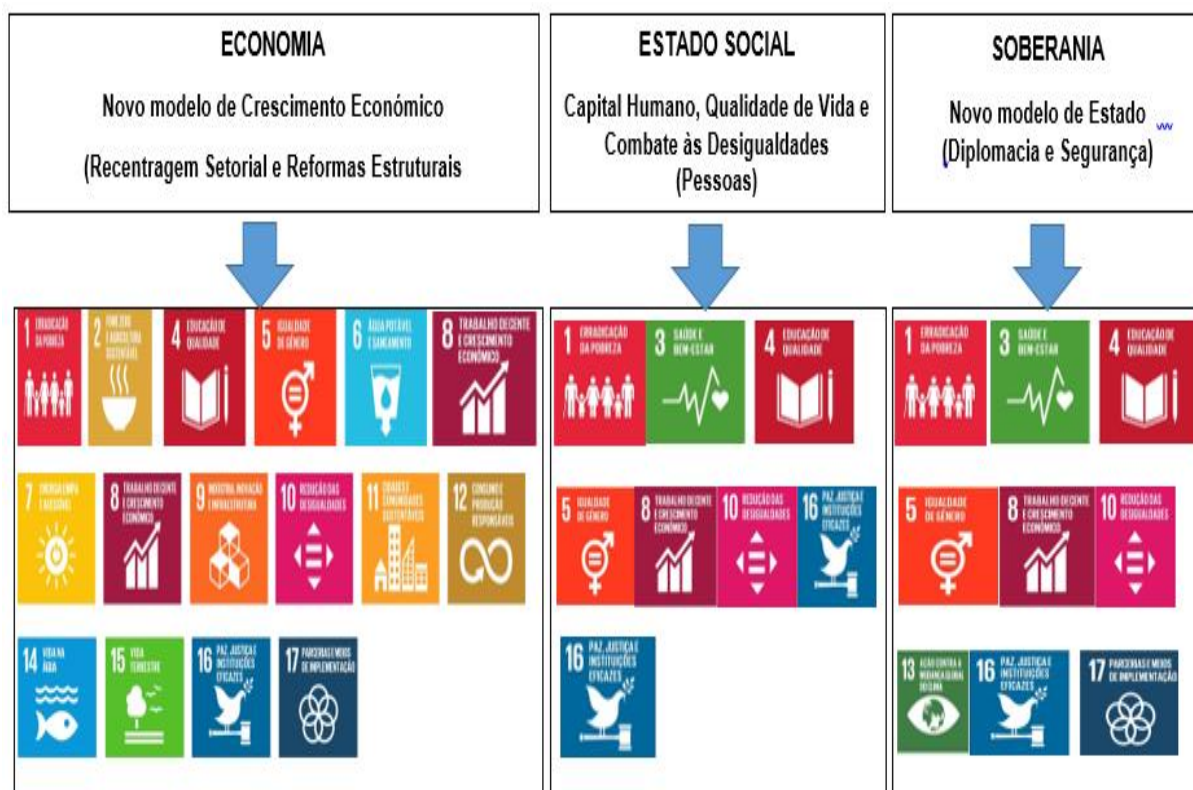 ECONOMIA
Novo modelo de Crescimento Económico
(Recentragem Setorial e Reformas Estruturais
ESTADO SOCIAL
Capital Humano, Qualidade de Vida e
Combate às Desigualdades
(Pessoas)
SOBERANIA
Novo modelo de Estado
(Diplomacia e Segurança)
1 ERRADICAÇÃO
DA POBREZA
2 FOME ZERO
E AGRICULTURA
SUSTENTÁVEL
4 EDUCAÇÃO DE
QUALIDADE
5 IGUALDADE
DE GÉNERO
6 ÁGUA POTÁVEL
E SANEAMENTO
8 TRABALHO DECENTE
E CRESCIMENTO
ECONÓMICO
7 ENERGIA LIMPA
E ACESSÍVEL
8 TRABALHO DECENTE
E CRESCIMENTO
ECONÓMICO
9 INDÚSTRIA, INOVAÇÃO
E INFRAESTRUTURA
10 REDUÇÃO DAS
DESIGUALDADES
11 CIDADES E
COMUNIDADES
SUSTENTÁVEIS
12 CONSUMO E
PRODUÇÃO
RESPONSÁVEIS
14 VIDA NA
ÁGUA
15 VIDA
TERRESTRE
16 PAZ, JUSTIÇA E
INSTITUIÇÕES
EFICAZES
17 PARCERIAS E MEIOS
DE IMPLEMENTAÇÃO
1 ERRADICAÇÃO
DA POBREZA
3 SAÚDE E
BEM-ESTAR
4 EDUCAÇÃO DE
QUALIDADE
5 IGUALDADE
DE GÉNERO
8 TRABALHO DECENTE
E CRESCIMENTO
ECONÓMICO
10 REDUÇÃO DAS
DESIGUALDADES
16 PAZ, JUSTIÇA E
INSTITUIÇÕES
EFICAZES
16 PAZ, JUSTIÇA E
INSTITUIÇÕES
EFICAZES
1 ERRADICAÇÃO
DA POBREZA
3 SAÚDE E
BEM-ESTAR
4 EDUCAÇÃO DE
QUALIDADE
5 IGUALDADE
DE GÉNERO
8 TRABALHO DECENTE
E CRESCIMENTO
ECONÓMICO
10 REDUÇÃO DAS
DESIGUALDADES
13 AÇÃO CONTRA A
MUDANÇA GLOBAL
DO CLIMA
16 PAZ, JUSTIÇA E
INSTITUIÇÕES
EFICAZES
17 PARCERIAS E MEIOS
DE IMPLEMENTAÇÃO